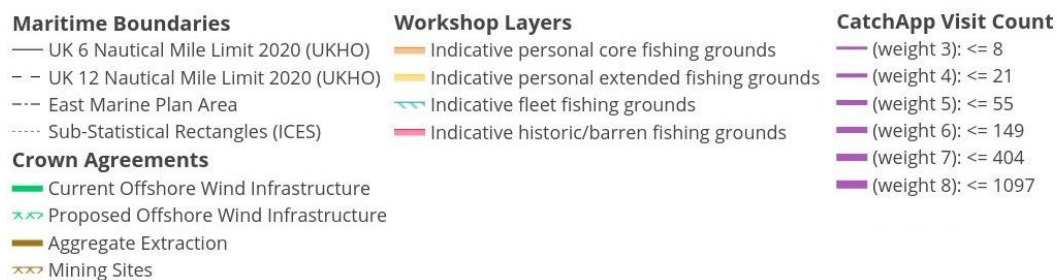 Maritime Boundaries
UK 6 Nautical Mile Limit 2020 (UKHO)
UK 12 Nautical Mile Limit 2020 (UKHO)
East Marine Plan Area
Sub-Statistical Rectangles (ICES)
Crown Agreements
Current Offshore Wind Infrastructure
Proposed Offshore Wind Infrastructure
Aggregate Extraction
Mining Sites
Workshop Layers
Indicative personal core fishing grounds
Indicative personal extended fishing grounds
Indicative fleet fishing grounds
Indicative historic/barren fishing grounds
CatchApp Visit Count
(weight 3): <= 8
(weight 4): <= 21
(weight 5): <= 55
(weight 6): <= 149
(weight 7): <= 404
(weight 8): <= 1097